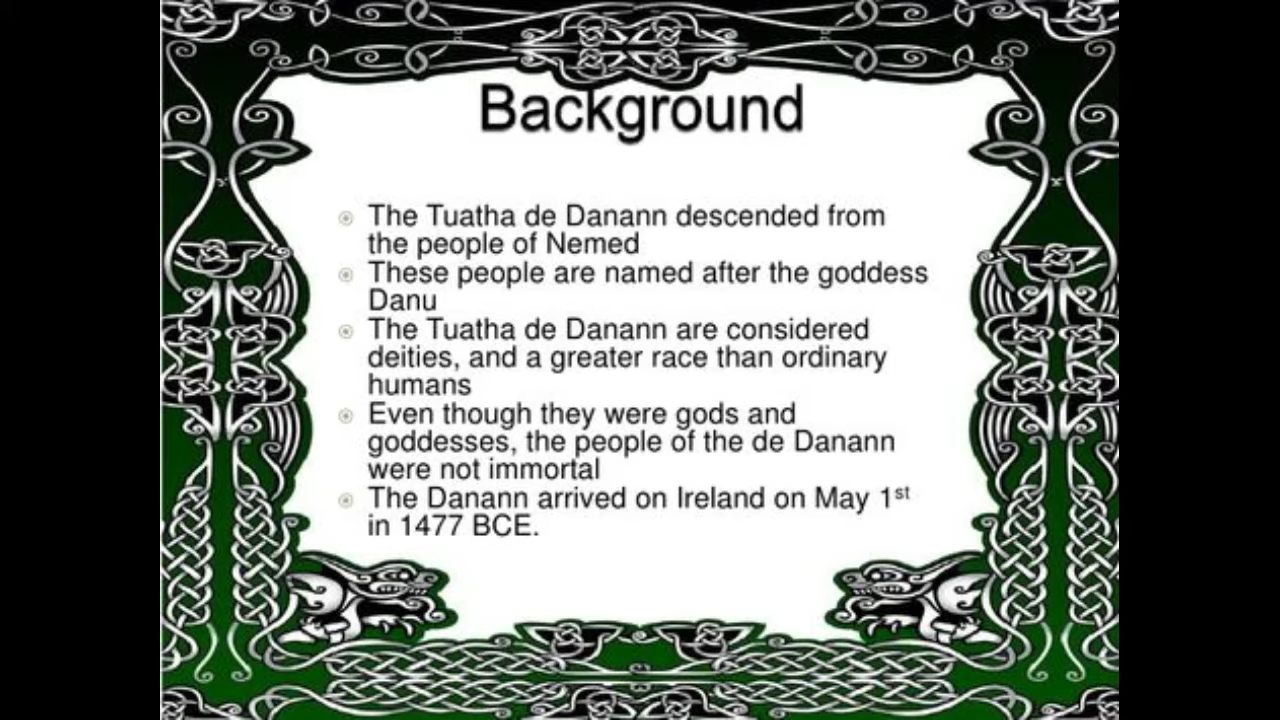 Background
The Tuatha de Danann descended from
the people of Nemed
These people are named after the goddess
Danu
The Tuatha de Danann are considered
deities, and a greater race than ordinary
humans
Even though they were gods and
goddesses, the people of the de Danann
were not immortal
The Danann arrived on Ireland on May 1st
in 1477 BCE.